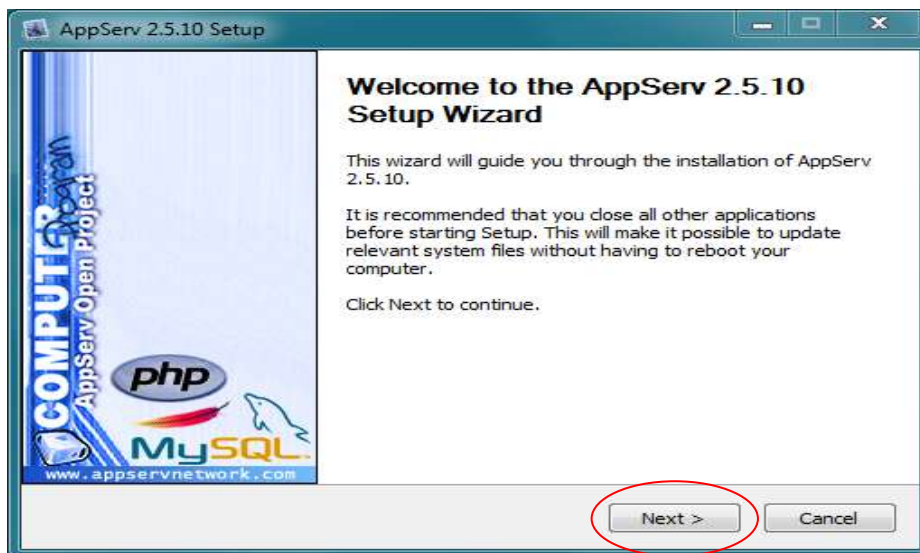 AppServ 2.5.10 Setup
COMPUTER
Program
AppServ Open Project
php
MySQL
www.appservnetwork.com
Welcome to the AppServ 2.5.10
Setup Wizard
This wizard will guide you through the installation of AppServ
2.5.10.
It is recommended that you close all other applications
before starting Setup. This will make it possible to update
relevant system files without having to reboot your
computer.
Click Next to continue.
Next >
Cancel